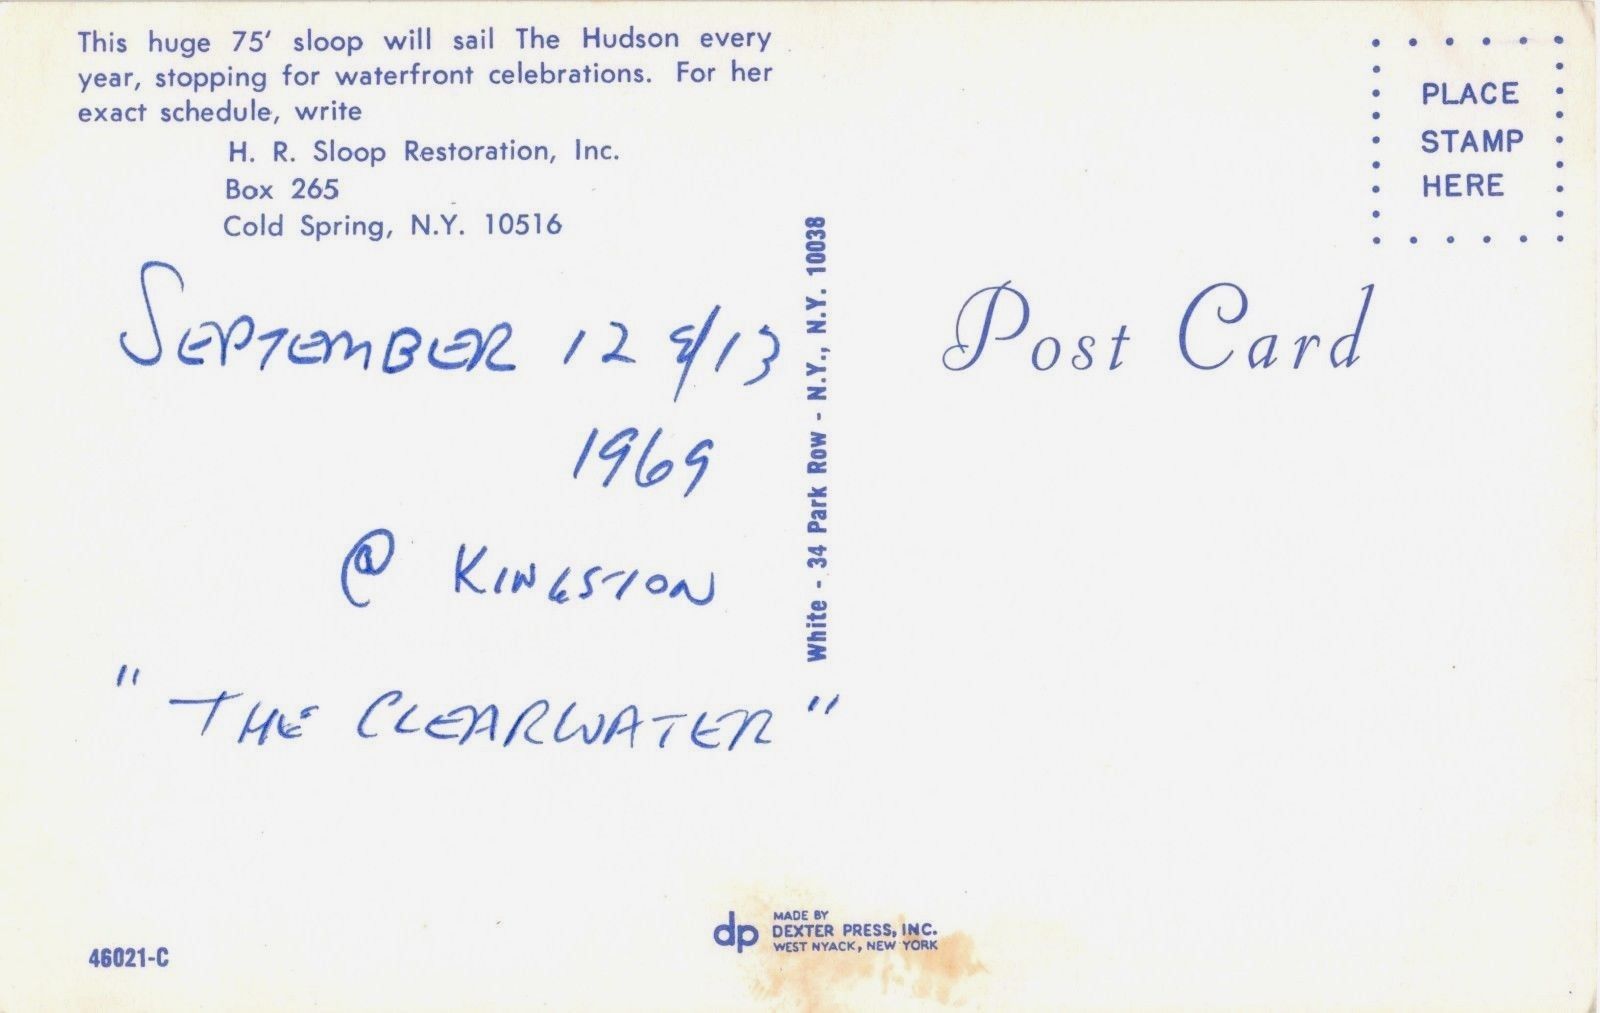 This huge 75′ sloop will sail The Hudson every
year, stopping for waterfront celebrations. For her
exact schedule, write
H. R. Sloop Restoration, Inc.
Box 265
Cold Spring, N.Y. 10516
SEPTEMBER 12 & 13
1969
@ KINGSTON
"THE CLEARWATER"
46021-C
White - 34 Park Row - N.Y., N.Y. 10038
dp
MADE BY
DEXTER PRESS, INC.
WEST NYACK, NEW YORK
PLACE
STAMP
HERE
Post Card